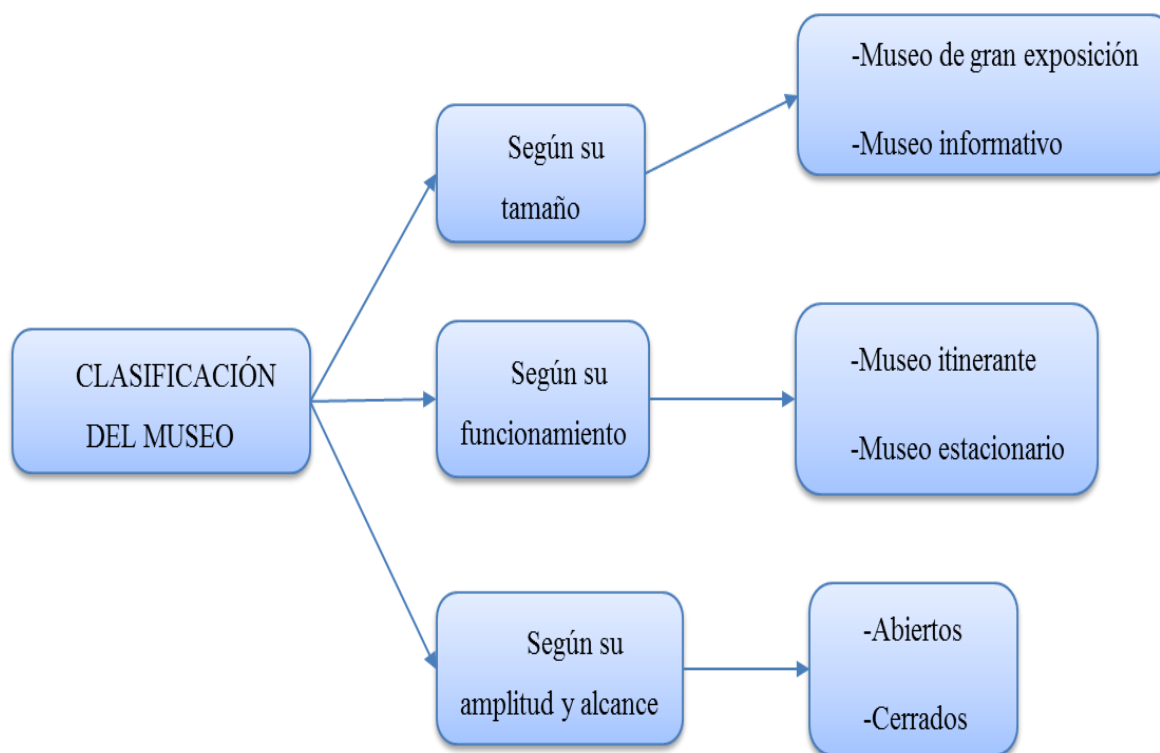 CLASIFICACIÓN
DEL MUSEO
Según su
tamaño
-Museo de gran exposición
-Museo informativo
Según su
funcionamiento
-Museo itinerante
-Museo estacionario
Según su
amplitud y alcance
-Abiertos
-Cerrados